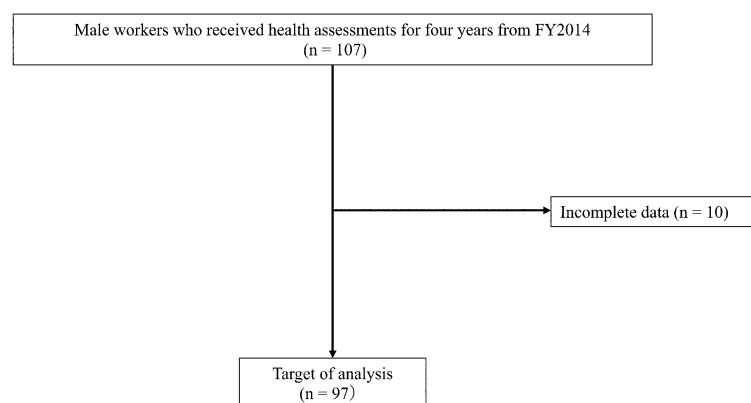 Male workers who received health assessments for four years from FY2014
(n = 107)
Incomplete data (n = 10)
Target of analysis
(n = 97)